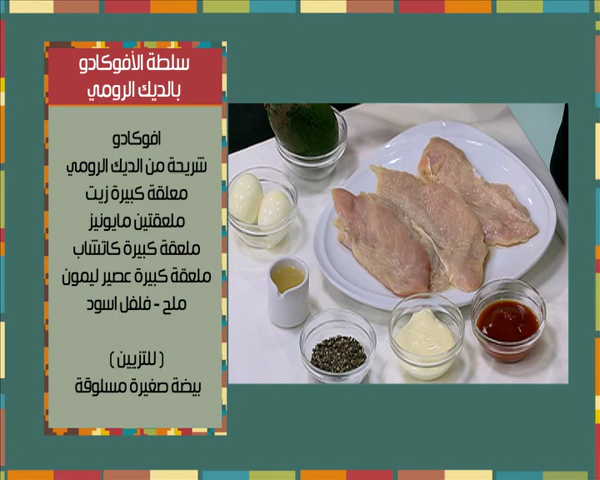 سلطة الأفوكادو
بالديك الرومي
افوكادو
شريحة من الديك الرومي
معلقة كبيرة زيت
ملعقتين مايونيز
ملعقة كبيرة كاتشاب
ملعقة كبيرة عصير ليمون
ملح - فلفل اسود
( للتزيين )
بيضة صغيرة مسلوقة